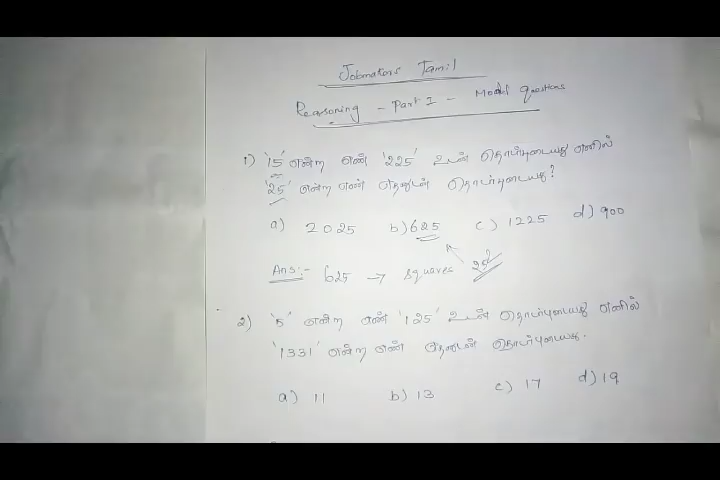 Jobmators Tamil
Reasoning - Part I - Model Questions
1) '15' என்ற எண் '225' உடன் தொடர்புடையது எனில்
'25' என்ற எண் எதனுடன் தொடர்புடையது?
a) 2025 b) 625 c) 1225 d) 900
Ans:- 625 → squares 25²
2) '5' என்ற எண் '125' உடன் தொடர்புடையது எனில்
'1331' என்ற எண் எதனுடன் தொடர்புடையது.
a) 11 b) 13 c) 17 d) 19